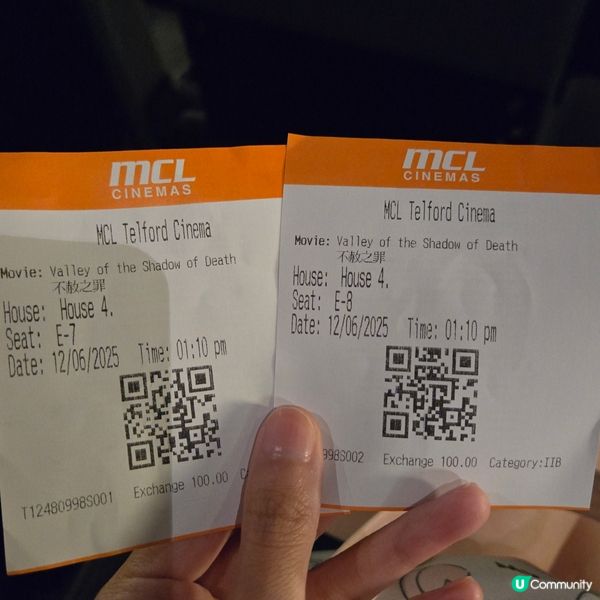 MCL
CINEMAS
MCL Telford Cinema
Movie: Valley of the Shadow of Death
不赦之罪
House: House 4.
Seat: E-7
Date: 12/06/2025 Time: 01:10 pm
T12480998S001 Exchange 100.00
MCL
CINEMAS
MCL Telford Cinema
Movie: Valley of the Shadow of Death
不赦之罪
House: House 4.
Seat: E-8
Date: 12/06/2025 Time: 01:10 pm
998S002 Exchange 100.00 Category:IIB
U Community